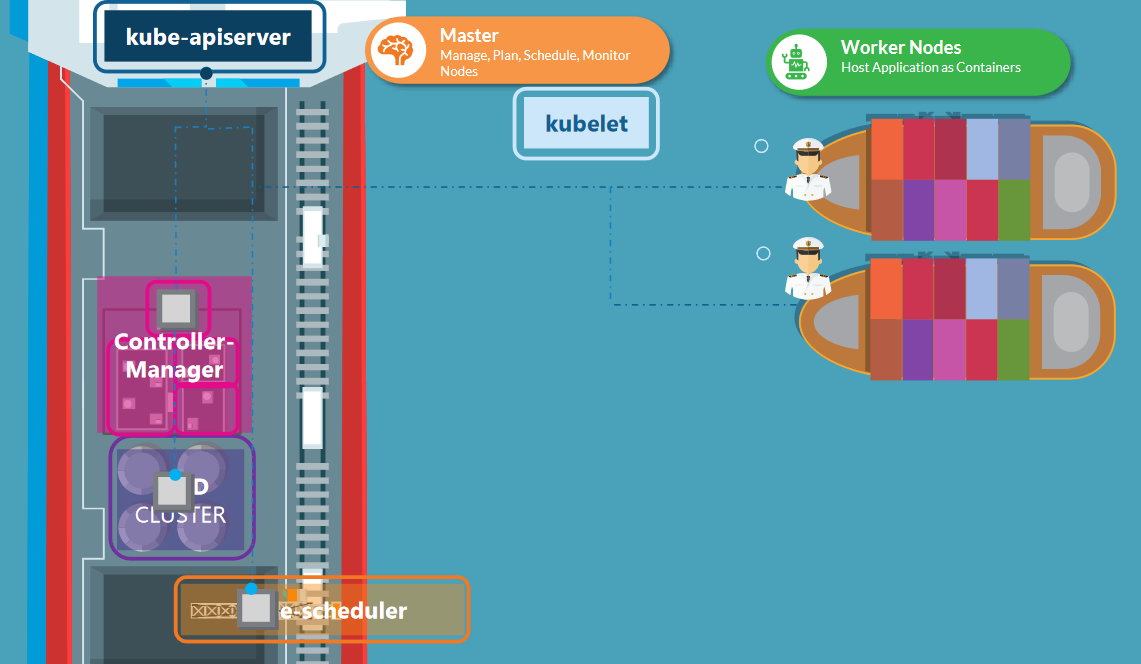 kube-apiserver
Master
Manage, Plan, Schedule, Monitor
Nodes
Worker Nodes
Host Application as Containers
kubelet
Controller-
Manager
D
CLUSTER
e-scheduler